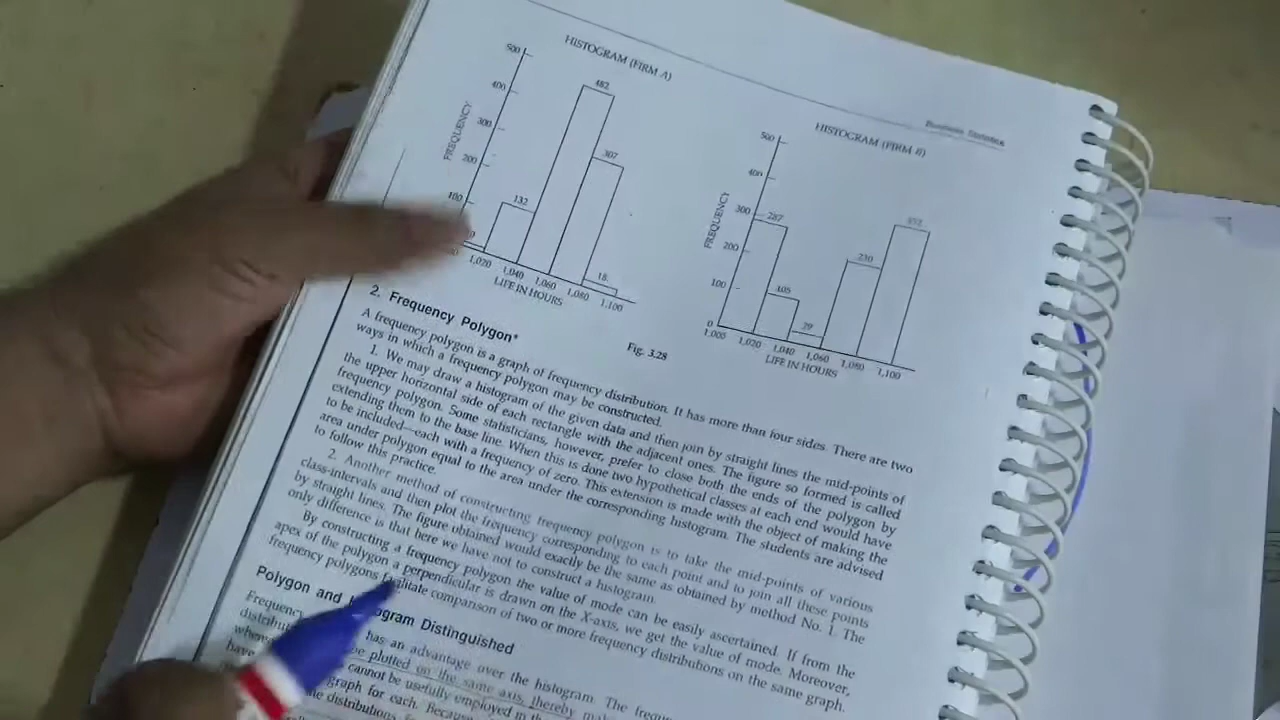 Business Statistics
HISTOGRAM (FIRM A)
500
400
300
200
100
FREQUENCY
132
482
307
18
1,020
1,040
1,060
1,080
1,100
LIFE IN HOURS
HISTOGRAM (FIRM B)
500
400
300
200
100
0
FREQUENCY
287
105
230
1,020
1,040
1,060
1,080
1,100
LIFE IN HOURS
Fig. 3.28
2. Frequency Polygon*
A frequency polygon is a graph of frequency distribution. It has more than four sides. There are two
ways in which a frequency polygon may be constructed.
1. We may draw a histogram of the given data and then join by straight lines the mid-points of
the upper horizontal side of each rectangle with the adjacent ones. The figure so formed is called
frequency polygon. Some statisticians, however, prefer to close both the ends of the polygon by
extending them to the base line. When this is done two hypothetical classes at each end would have
to be included—each with a frequency of zero. This extension is made with the object of making the
area under polygon equal to the area under the corresponding histogram. The students are advised
to follow this practice.
2. Another method of constructing frequency polygon is to take the mid-points of various
class-intervals and then plot the frequency corresponding to each point and to join all these points
by straight lines. The figure obtained would exactly be the same as obtained by method No. 1. The
only difference is that here we have not to construct a histogram.
By constructing a frequency polygon the value of mode can be easily ascertained. If from the
apex of the polygon a perpendicular is drawn on the X-axis, we get the value of mode. Moreover,
frequency polygons facilitate comparison of two or more frequency distributions on the same graph.
Polygon and Distinguished
has an advantage over the histogram. The
be plotted on the same axis, thereby
cannot be usefully employed in the
graph for each.
distributions,